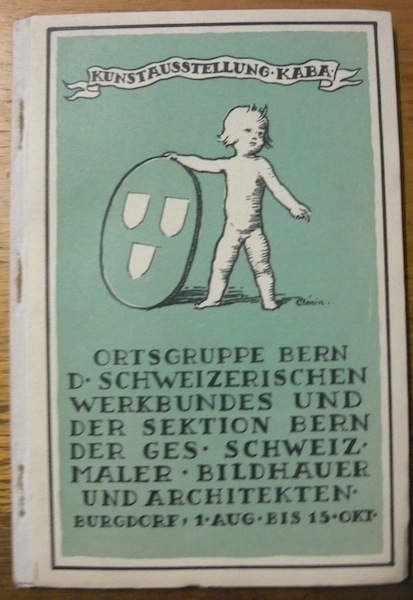 KUNSTAUSSTELLUNG · KABA ·
Clénin.
ORTSGRUPPE BERN
D · SCHWEIZERISCHEN
WERKBUNDES UND
DER SEKTION BERN
DER GES · SCHWEIZ ·
MALER · BILDHAUER
UND ARCHITEKTEN ·
BURGDORF, 1 · AUG · BIS 15 · OKT ·